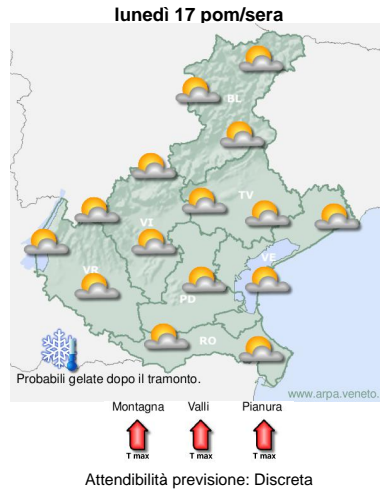 lunedì 17 pom/sera
BL
TV
VI
VE
VR
PD
RO
Probabili gelate dopo il tramonto.
www.arpa.veneto.
Montagna Valli Pianura
T max T max T max
Attendibilità previsione: Discreta